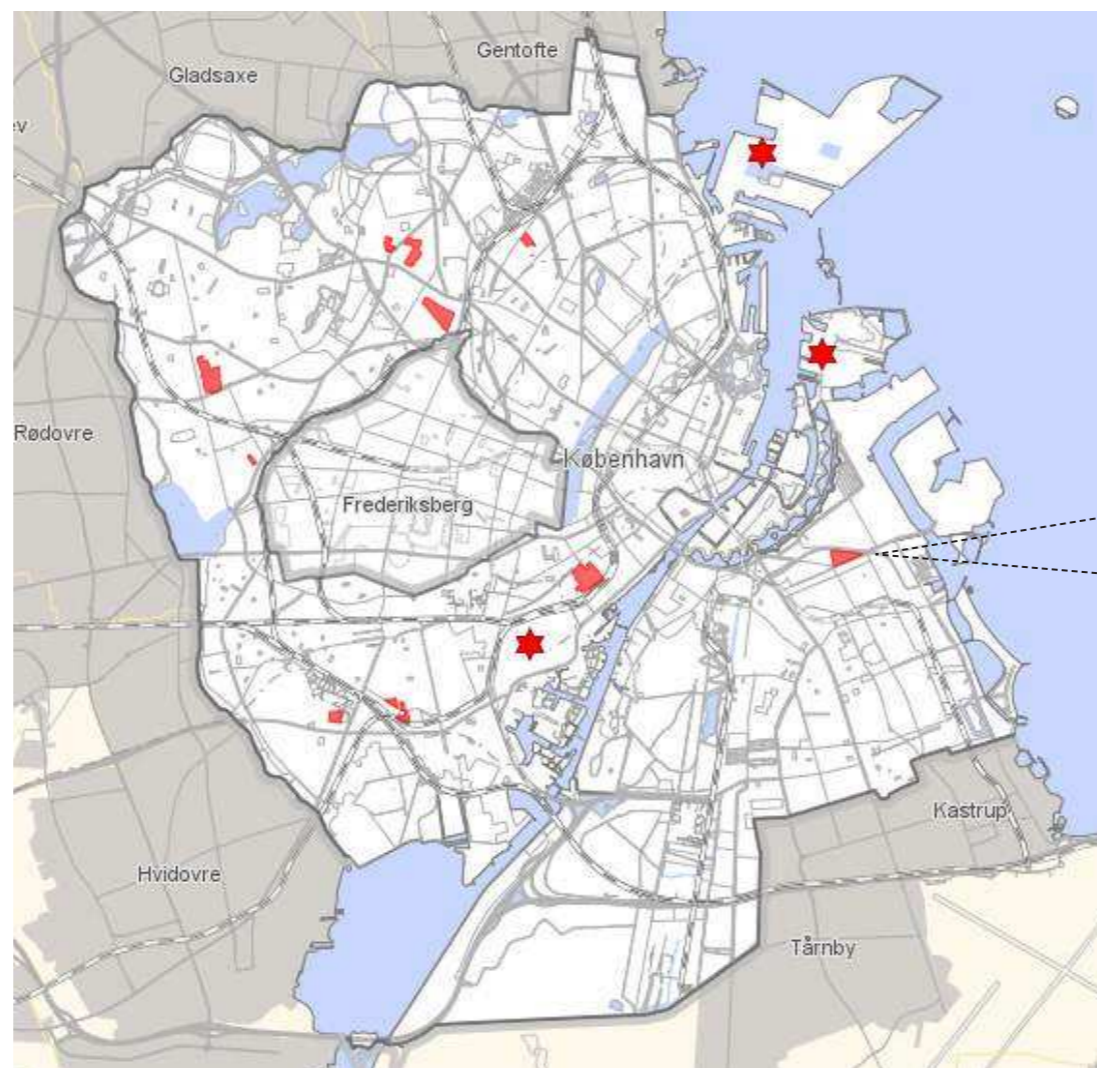 Gentofte
Gladsaxe
ev
Rødovre
København
Frederiksberg
Kastrup
Hvidovre
Tårnby